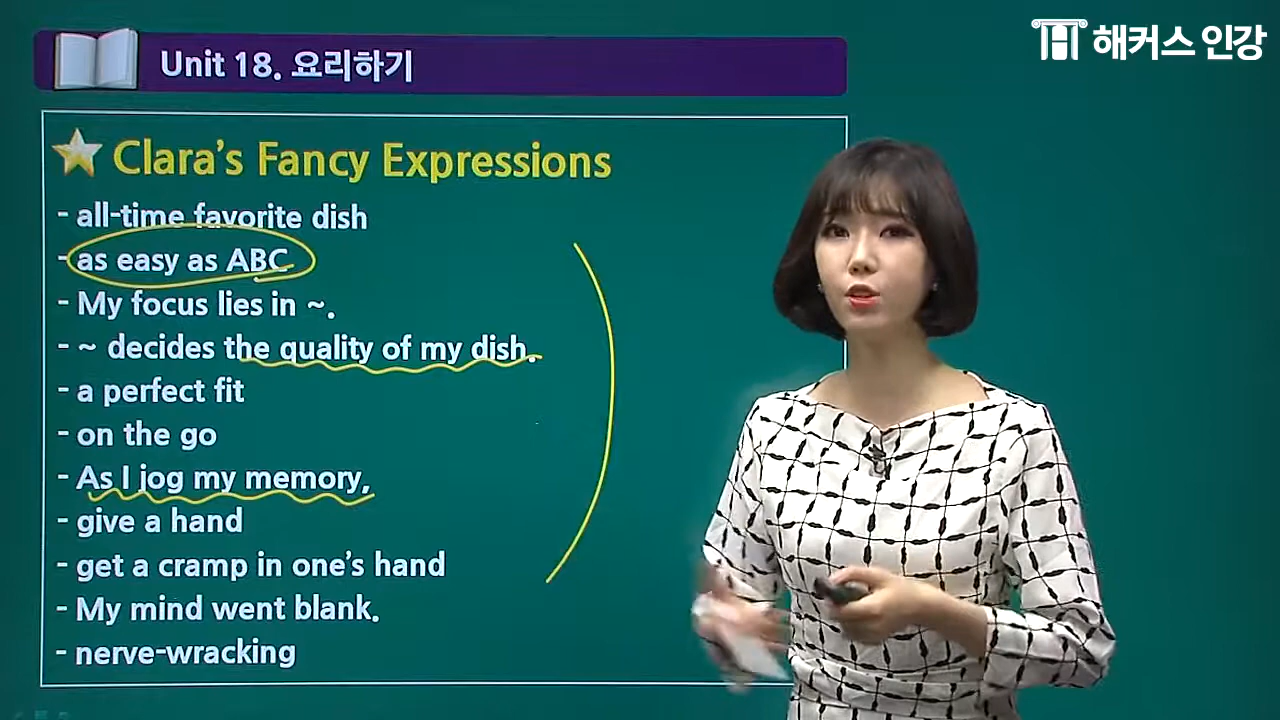 해커스 인강
Unit 18. 요리하기
Clara's Fancy Expressions
- all-time favorite dish
- as easy as ABC
- My focus lies in ~.
- ~ decides the quality of my dish.
- a perfect fit
- on the go
- As I jog my memory,
- give a hand
- get a cramp in one's hand
- My mind went blank.
- nerve-wracking